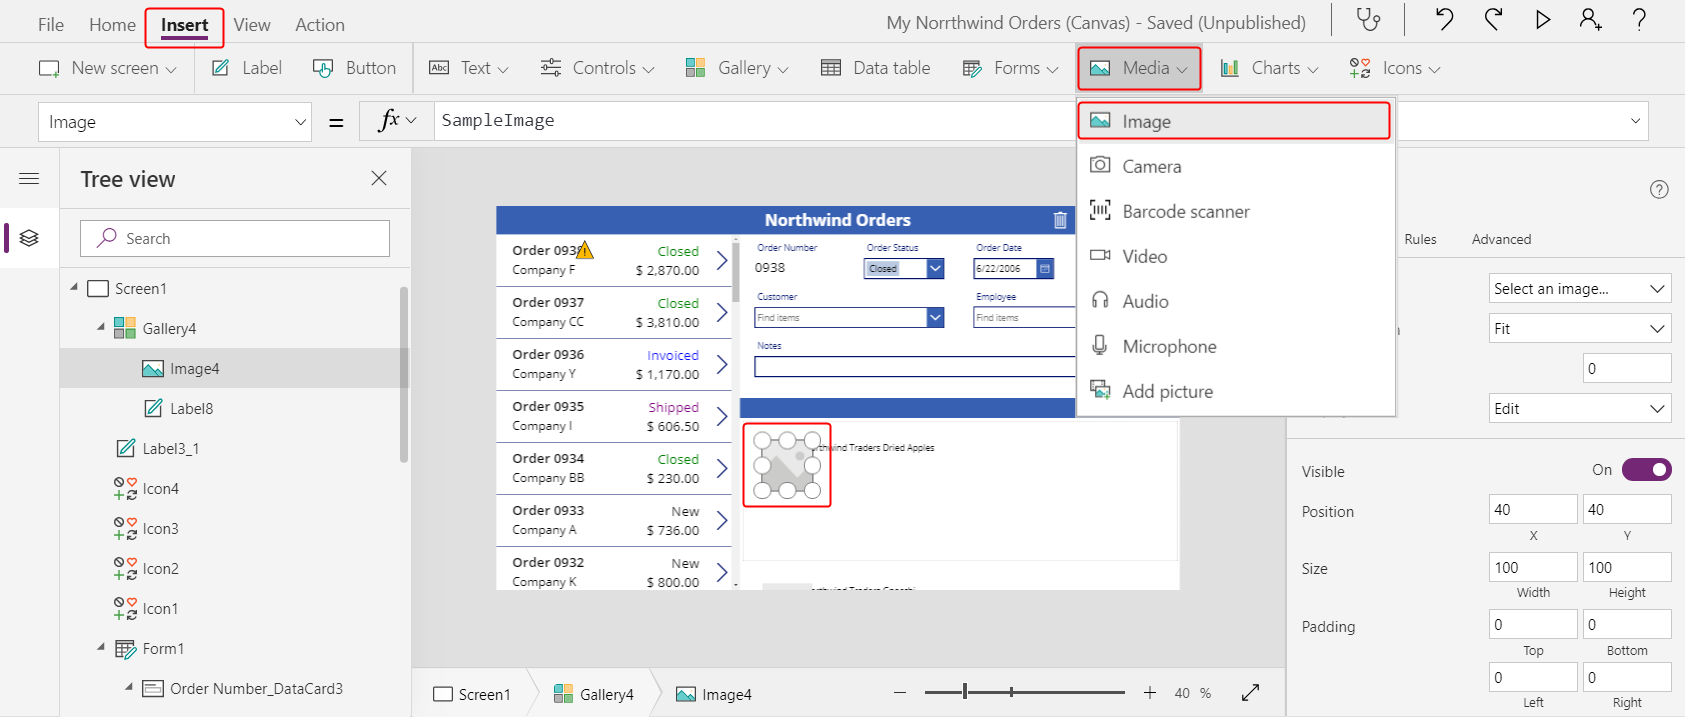 File Home Insert View Action
My Norrthwind Orders (Canvas) - Saved (Unpublished)
?
New screen Label Button Abc Text Controls Gallery Data table Forms Media Charts Icons
Image = fx SampleImage
Image
Camera
Barcode scanner
Video
Audio
Microphone
Add picture
Tree view
Search
Screen1
Gallery4
Image4
Label8
Label3_1
Icon4
Icon3
Icon2
Icon1
Form1
Order Number_DataCard3
Northwind Orders
Order 0938 Closed
Company F $ 2,870.00
Order 0937 Closed
Company CC $ 3,810.00
Order 0936 Invoiced
Company Y $ 1,170.00
Order 0935 Shipped
Company I $ 606.50
Order 0934 Closed
Company BB $ 230.00
Order 0933 New
Company A $ 736.00
Order 0932 New
Company K $ 800.00
Order Number Order Status Order Date
0938 Closed 6/22/2006
Customer Employee
Find items Find items
Notes
Traders Dried Apples
Screen1 Gallery4 Image4
40 %
?
Rules Advanced
Select an image...
Fit
0
Edit
Visible On
Position 40 40
X Y
Size 100 100
Width Height
Padding 0 0
Top Bottom
0 0
Left Right